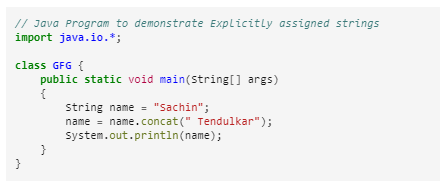 // Java Program to demonstrate Explicitly assigned strings
import java.io.*;
class GFG {
    public static void main(String[] args)
    {
        String name = "Sachin";
        name = name.concat(" Tendulkar");
        System.out.println(name);
    }
}